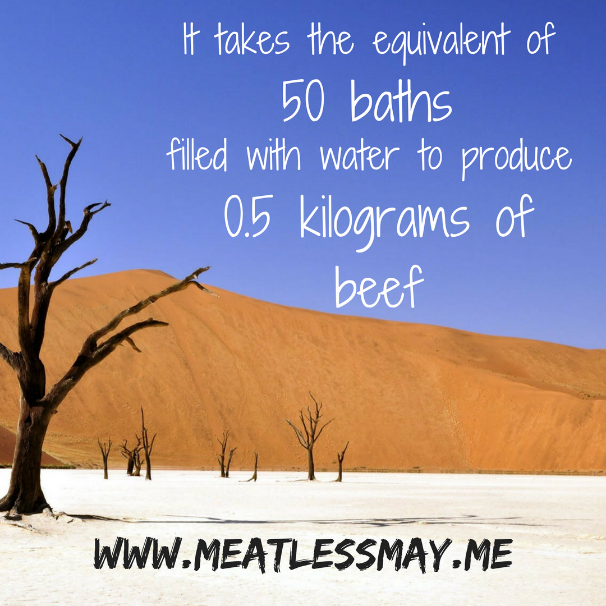 It takes the equivalent of
50 baths
filled with water to produce
0.5 kilograms of
beef
WWW.MEATLESSMAY.ME